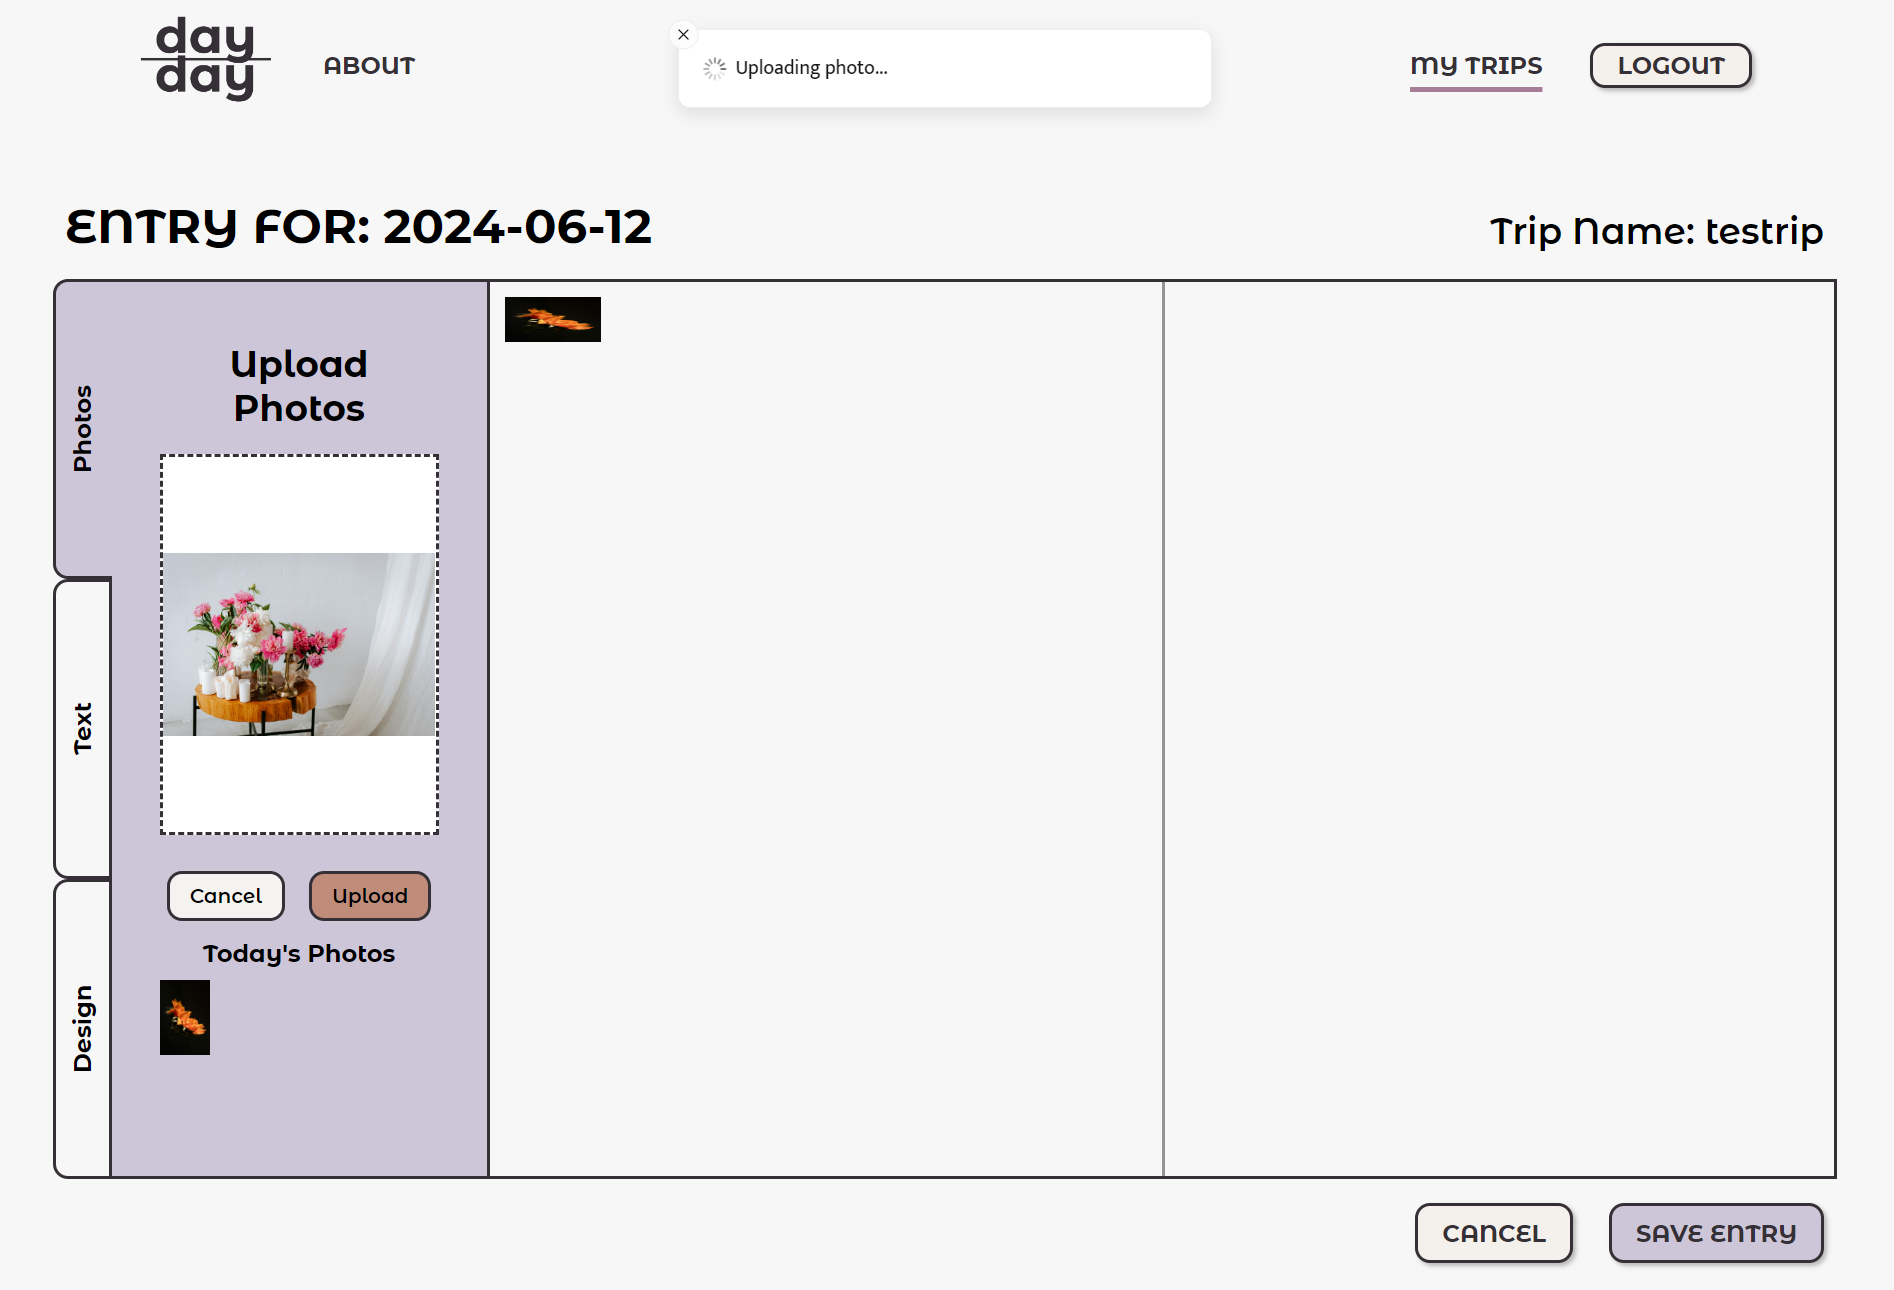 day
day
ABOUT
Uploading photo...
MY TRIPS
LOGOUT
ENTRY FOR: 2024-06-12
Trip Name: testrip
Photos
Upload
Photos
Text
Cancel
Upload
Today's Photos
Design
CANCEL
SAVE ENTRY